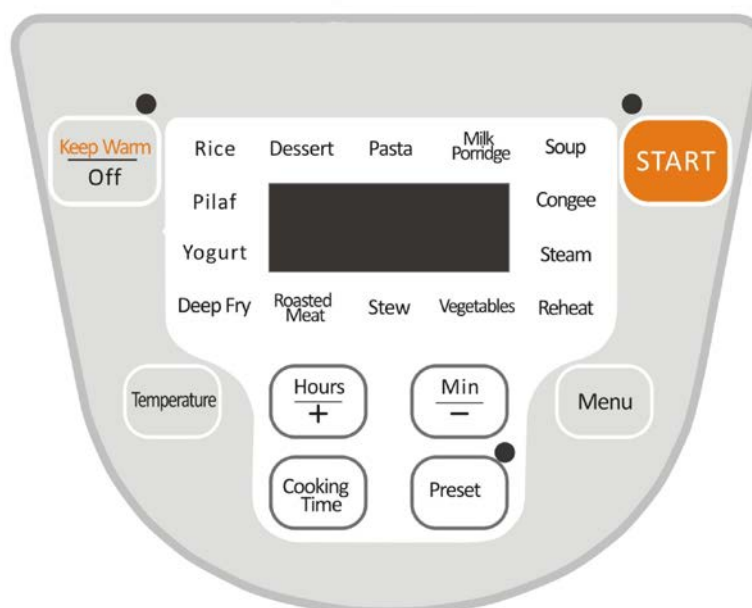 Keep Warm
Off
Rice
Dessert
Pasta
Milk
Porridge
Soup
START
Pilaf
Congee
Yogurt
Steam
Deep Fry
Roasted
Meat
Stew
Vegetables
Reheat
Temperature
Hours
+
Min
−
Menu
Cooking
Time
Preset